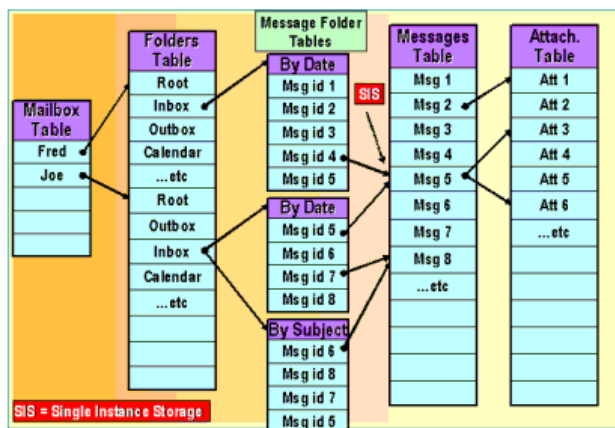 Mailbox
Table
Fred
Joe
Folders
Table
Root
Inbox
Outbox
Calendar
...etc
Root
Outbox
Inbox
Calendar
...etc
Message Folder
Tables
By Date
Msg id 1
Msg id 2
Msg id 3
Msg id 4
Msg id 5
By Date
Msg id 5
Msg id 6
Msg id 7
Msg id 8
By Subject
Msg id 6
Msg id 8
Msg id 7
Msg id 5
SIS
Messages
Table
Msg 1
Msg 2
Msg 3
Msg 4
Msg 5
Msg 6
Msg 7
Msg 8
...etc
Attach.
Table
Att 1
Att 2
Att 3
Att 4
Att 5
Att 6
...etc
SIS = Single Instance Storage